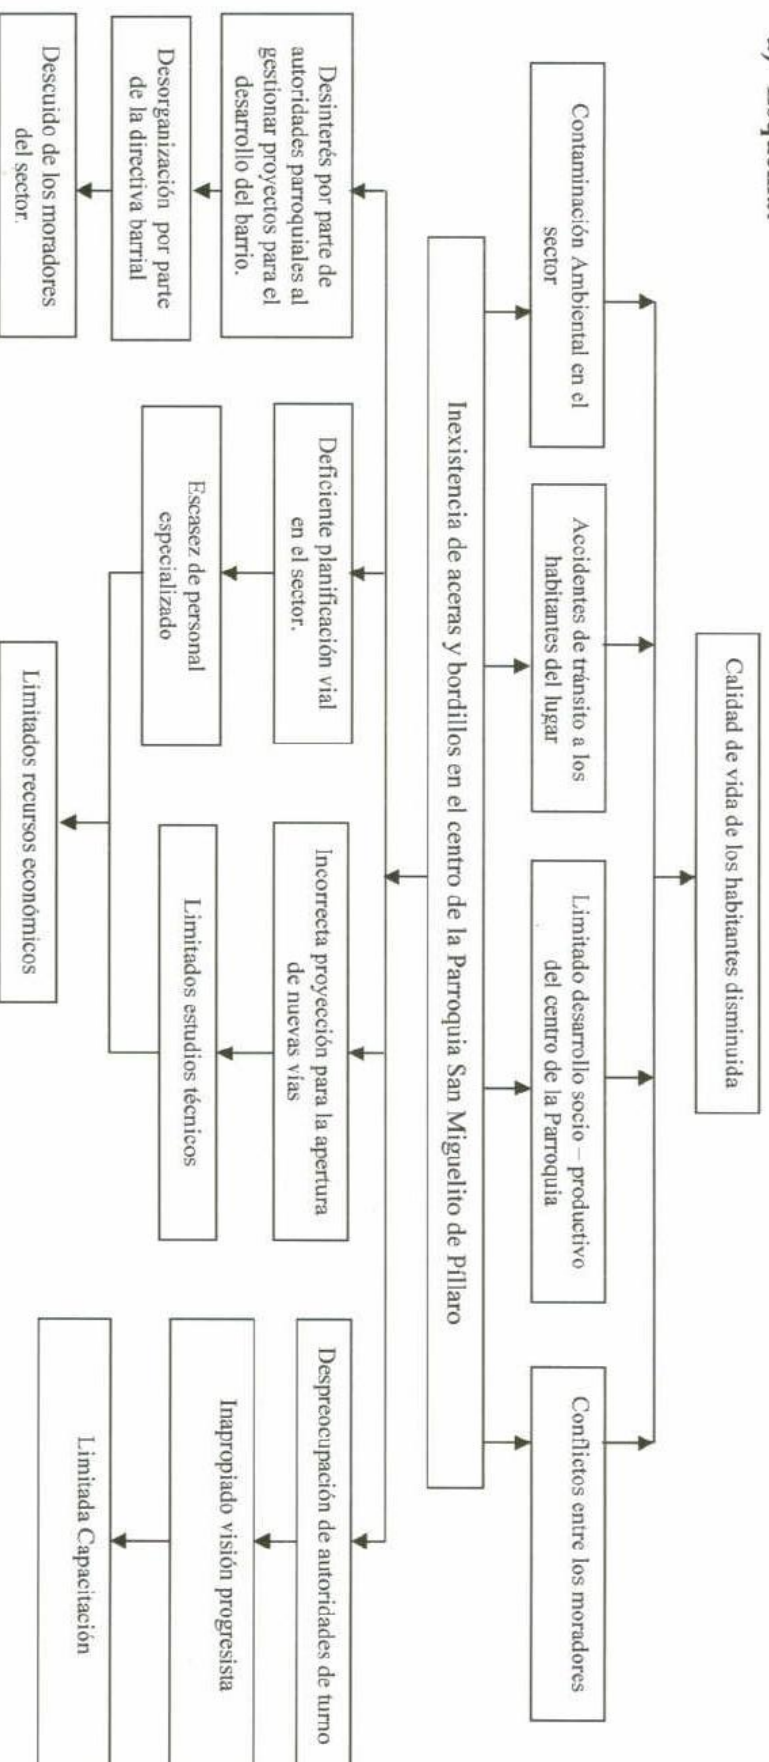 Calidad de vida de los habitantes disminuida
Contaminación Ambiental en el
sector
Accidentes de tránsito a los
habitantes del lugar
Limitado desarrollo socio – productivo
del centro de la Parroquia
Conflictos entre los moradores
Inexistencia de aceras y bordillos en el centro de la Parroquia San Miguelito de Píllaro
Desinterés por parte de
autoridades parroquiales al
gestionar proyectos para el
desarrollo del barrio.
Deficiente planificación vial
en el sector.
Incorrecta proyección para la apertura
de nuevas vías
Despreocupación de autoridades de turno
Desorganización por parte
de la directiva barrial
Escasez de personal
especializado
Limitados estudios técnicos
Inapropiado visión progresista
Descuido de los moradores
del sector.
Limitados recursos económicos
Limitada Capacitación